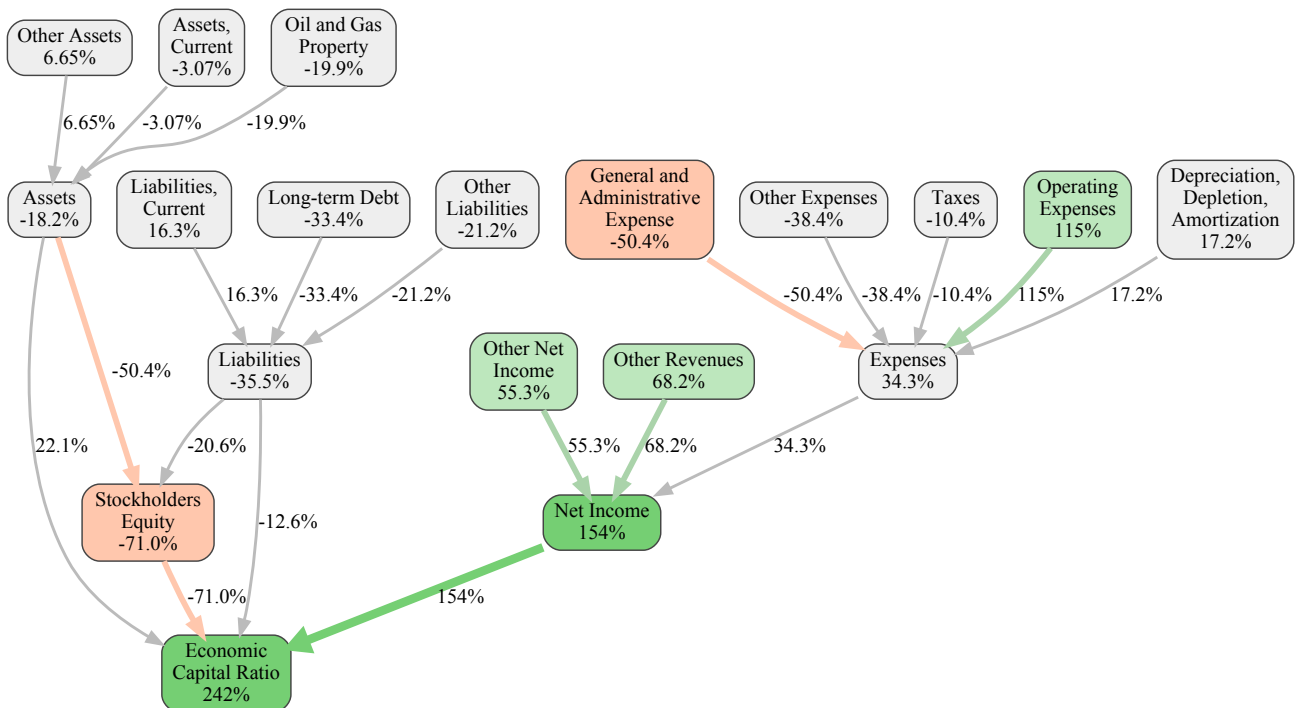 Other Assets
6.65%
Assets,
Current
-3.07%
Oil and Gas
Property
-19.9%
6.65%
-3.07%
-19.9%
Assets
-18.2%
Liabilities,
Current
16.3%
Long-term Debt
-33.4%
Other
Liabilities
-21.2%
General and
Administrative
Expense
-50.4%
Other Expenses
-38.4%
Taxes
-10.4%
Operating
Expenses
115%
Depreciation,
Depletion,
Amortization
17.2%
16.3%
-33.4%
-21.2%
-50.4%
-38.4%
-10.4%
115%
17.2%
-50.4%
Liabilities
-35.5%
Other Net
Income
55.3%
Other Revenues
68.2%
Expenses
34.3%
22.1%
-20.6%
55.3%
68.2%
34.3%
Stockholders
Equity
-71.0%
-12.6%
Net Income
154%
-71.0%
154%
Economic
Capital Ratio
242%